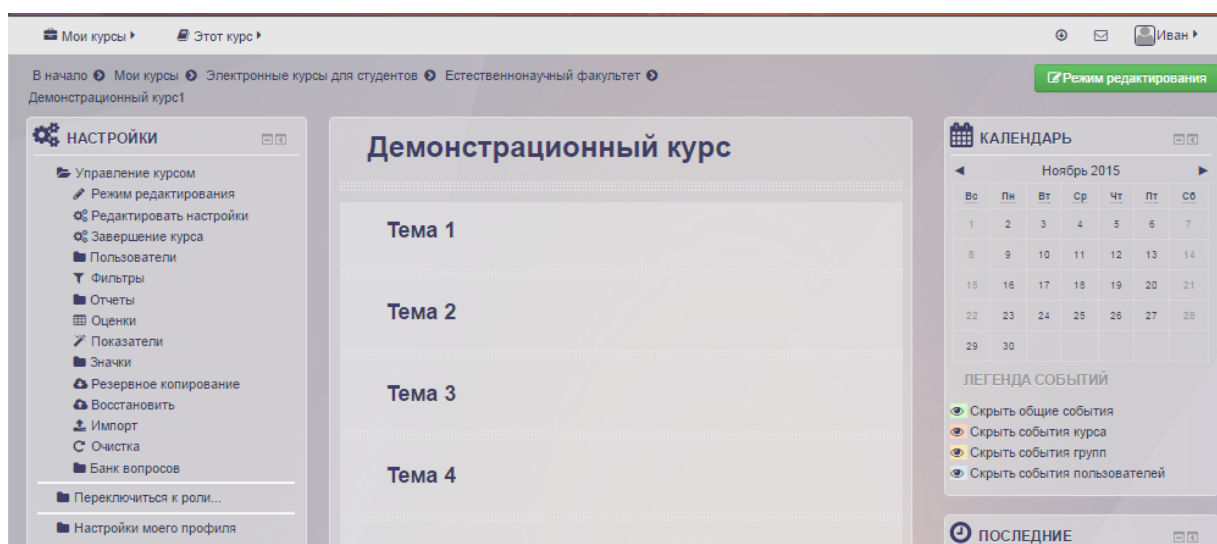 Мои курсы Этот курс Иван
В начало Мои курсы Электронные курсы для студентов Естественнонаучный факультет
Демонстрационный курс1
Режим редактирования
НАСТРОЙКИ
Управление курсом
Режим редактирования
Редактировать настройки
Завершение курса
Пользователи
Фильтры
Отчеты
Оценки
Показатели
Значки
Резервное копирование
Восстановить
Импорт
Очистка
Банк вопросов
Переключиться к роли...
Настройки моего профиля
Демонстрационный курс
Тема 1
Тема 2
Тема 3
Тема 4
КАЛЕНДАРЬ
Ноябрь 2015
Вс Пн Вт Ср Чт Пт Сб
1 2 3 4 5 6 7
8 9 10 11 12 13 14
15 16 17 18 19 20 21
22 23 24 25 26 27 28
29 30
ЛЕГЕНДА СОБЫТИЙ
Скрыть общие события
Скрыть события курса
Скрыть события групп
Скрыть события пользователей
ПОСЛЕДНИЕ